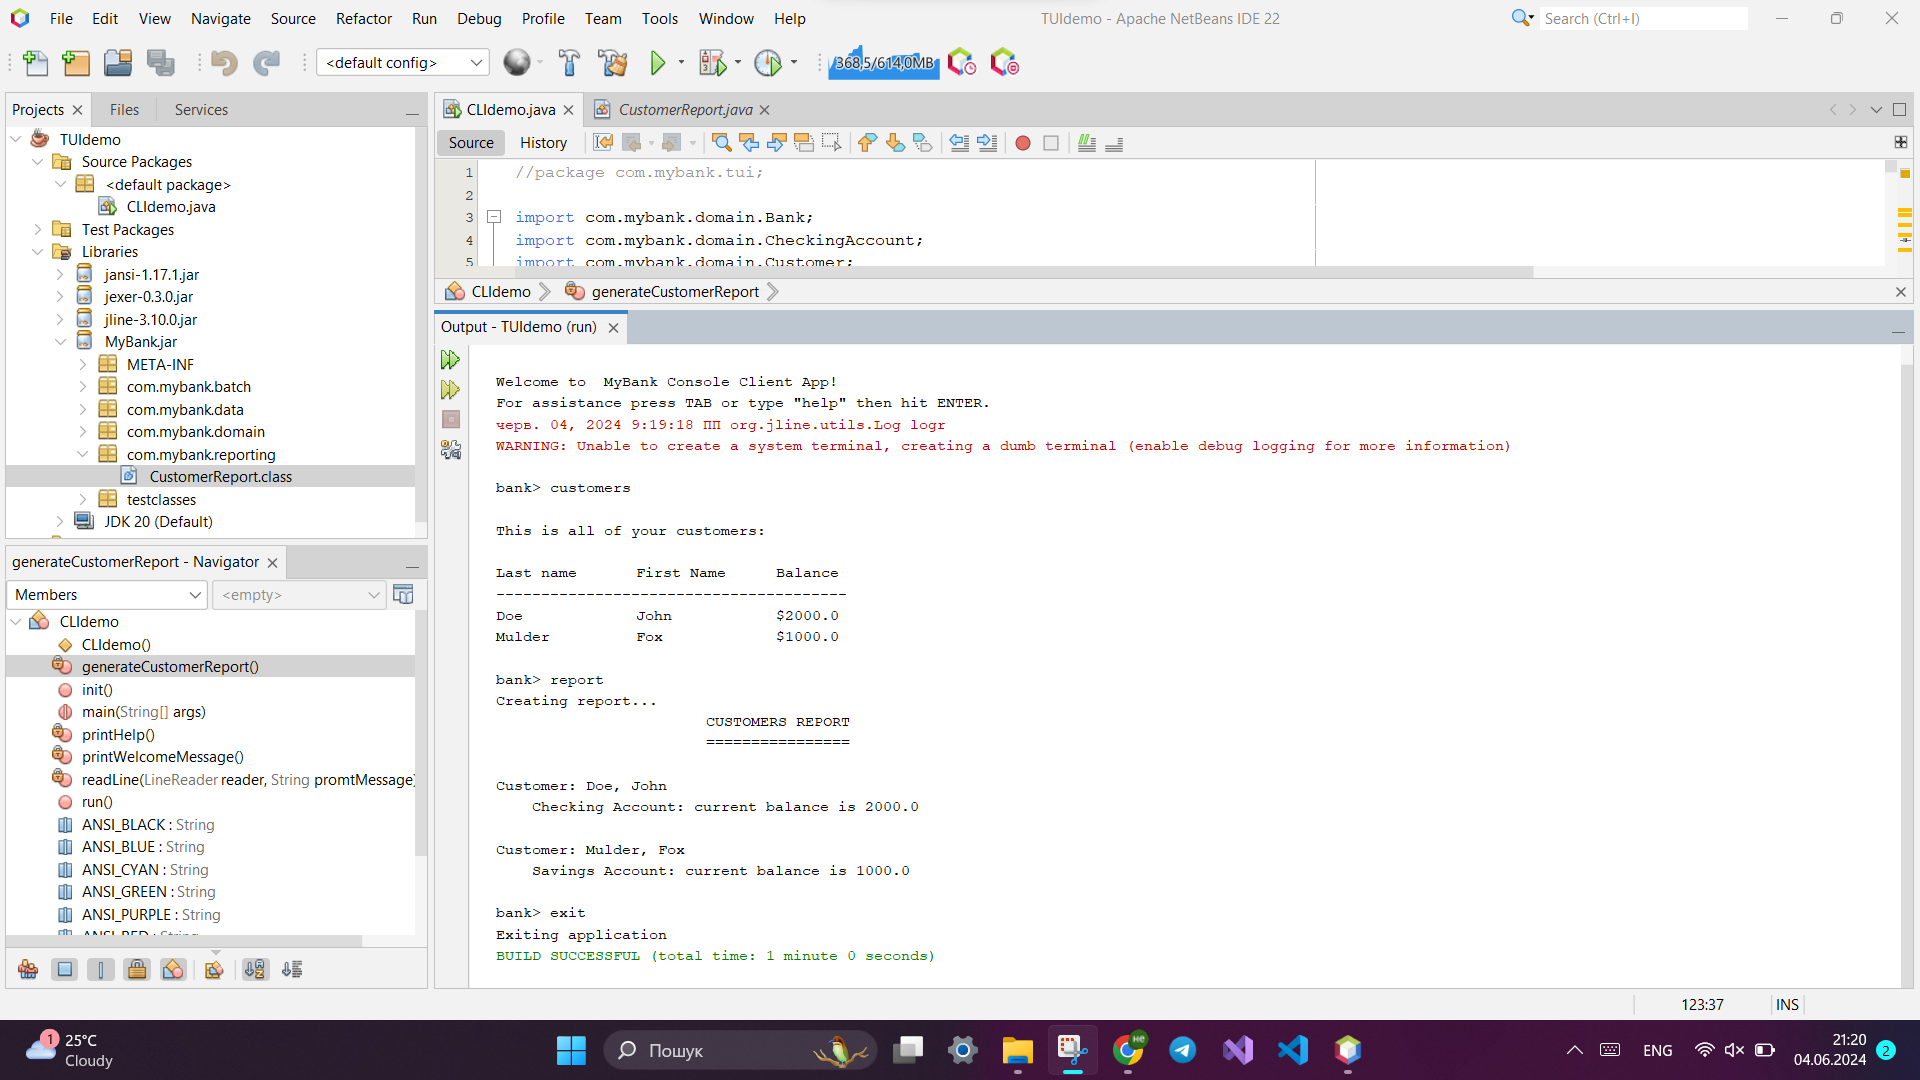 File Edit View Navigate Source Refactor Run Debug Profile Team Tools Window Help
TUIdemo - Apache NetBeans IDE 22
Search (Ctrl+I)
<default config>
368,5/614,0MB
Projects Files Services
TUIdemo
Source Packages
<default package>
CLIdemo.java
Test Packages
Libraries
jansi-1.17.1.jar
jexer-0.3.0.jar
jline-3.10.0.jar
MyBank.jar
META-INF
com.mybank.batch
com.mybank.data
com.mybank.domain
com.mybank.reporting
CustomerReport.class
testclasses
JDK 20 (Default)
generateCustomerReport - Navigator
Members
<empty>
CLIdemo
CLIdemo()
generateCustomerReport()
init()
main(String[] args)
printHelp()
printWelcomeMessage()
readLine(LineReader reader, String promtMessage)
run()
ANSI_BLACK : String
ANSI_BLUE : String
ANSI_CYAN : String
ANSI_GREEN : String
ANSI_PURPLE : String
ANSI_RED : String
CLIdemo.java CustomerReport.java
Source History
1 //package com.mybank.tui;
2
3 import com.mybank.domain.Bank;
4 import com.mybank.domain.CheckingAccount;
5 import com.mybank.domain.Customer;
CLIdemo generateCustomerReport
Output - TUIdemo (run)
Welcome to  MyBank Console Client App!
For assistance press TAB or type "help" then hit ENTER.
черв. 04, 2024 9:19:18 ПП org.jline.utils.Log logr
WARNING: Unable to create a system terminal, creating a dumb terminal (enable debug logging for more information)
bank> customers
This is all of your customers:
Last name First Name Balance
---------------------------------------
Doe John $2000.0
Mulder Fox $1000.0
bank> report
Creating report...
CUSTOMERS REPORT
================
Customer: Doe, John
Checking Account: current balance is 2000.0
Customer: Mulder, Fox
Savings Account: current balance is 1000.0
bank> exit
Exiting application
BUILD SUCCESSFUL (total time: 1 minute 0 seconds)
123:37 INS
1
25°C
Cloudy
Пошук
не
ENG
21:20
04.06.2024
2